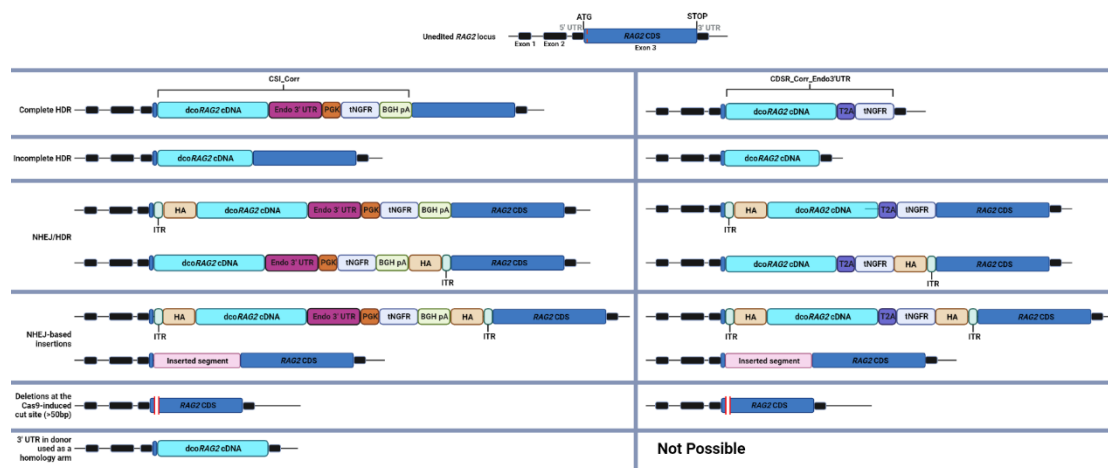 ATG STOP
5' UTR 3' UTR
Unedited RAG2 locus RAG2 CDS
Exon 1 Exon 2 Exon 3
CSI_Corr CDSR_Corr_Endo3'UTR
Complete HDR dcoRAG2 cDNA Endo 3' UTR PGK tNGFR BGH pA dcoRAG2 cDNA T2A tNGFR
Incomplete HDR dcoRAG2 cDNA dcoRAG2 cDNA
HA dcoRAG2 cDNA Endo 3' UTR PGK tNGFR BGH pA RAG2 CDS HA dcoRAG2 cDNA T2A tNGFR RAG2 CDS
ITR ITR
NHEJ/HDR
dcoRAG2 cDNA Endo 3' UTR PGK tNGFR BGH pA HA RAG2 CDS dcoRAG2 cDNA T2A tNGFR HA RAG2 CDS
ITR ITR
NHEJ-based
insertions
HA dcoRAG2 cDNA Endo 3' UTR PGK tNGFR BGH pA HA RAG2 CDS HA dcoRAG2 cDNA T2A tNGFR HA RAG2 CDS
ITR ITR ITR ITR
Inserted segment RAG2 CDS Inserted segment RAG2 CDS
Deletions at the
Cas9-induced
cut site (>50bp)
RAG2 CDS RAG2 CDS
3' UTR in donor
used as a
homology arm
dcoRAG2 cDNA Not Possible